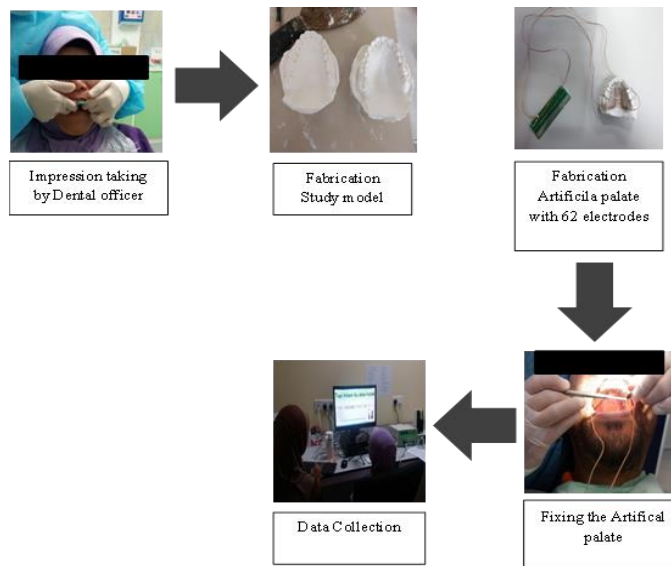 Impression taking
by Dental officer
Fabrication
Study model
Fabrication
Artificila palate
with 62 electrodes
Fixing the Artifical
palate
Data Collection